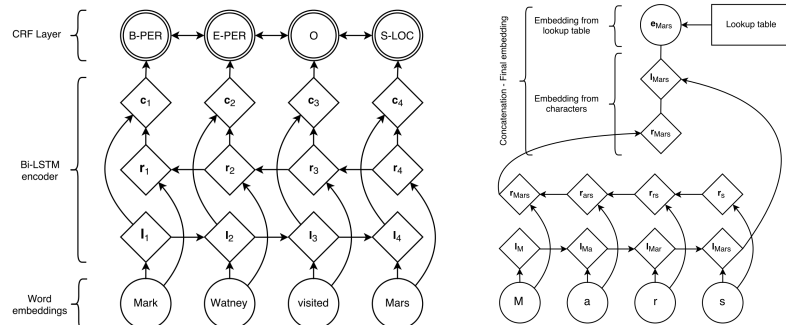 CRF Layer
B-PER E-PER O S-LOC
c1 c2 c3 c4
Bi-LSTM
encoder
r1 r2 r3 r4
l1 l2 l3 l4
Word
embeddings
Mark Watney visited Mars
Concatenation - Final embedding
Embedding from
lookup table
eMars
Lookup table
lMars
Embedding from
characters
rMars
rMars rars rrs rs
lM lMa lMar lMars
M a r s